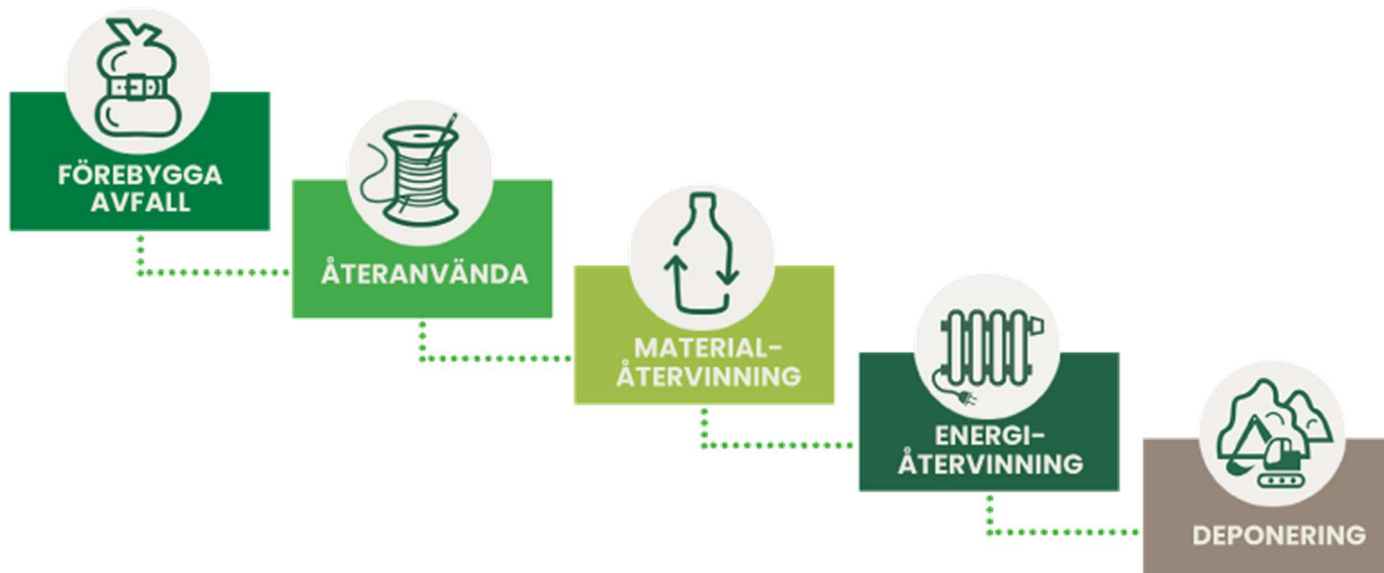 FÖREBYGGA
AVFALL
ÅTERANVÄNDA
MATERIAL-
ÅTERVINNING
ENERGI-
ÅTERVINNING
DEPONERING